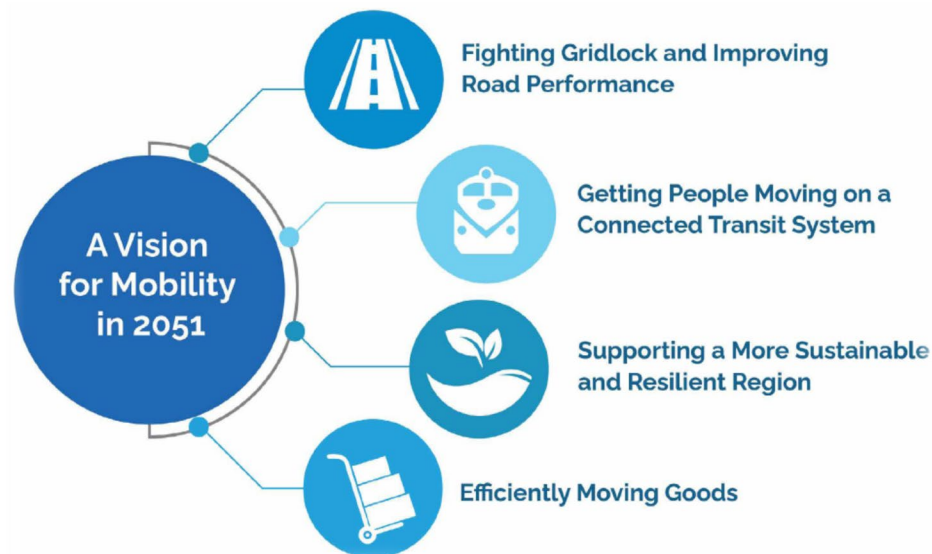 Fighting Gridlock and Improving
Road Performance
Getting People Moving on a
Connected Transit System
A Vision
for Mobility
in 2051
Supporting a More Sustainable
and Resilient Region
Efficiently Moving Goods